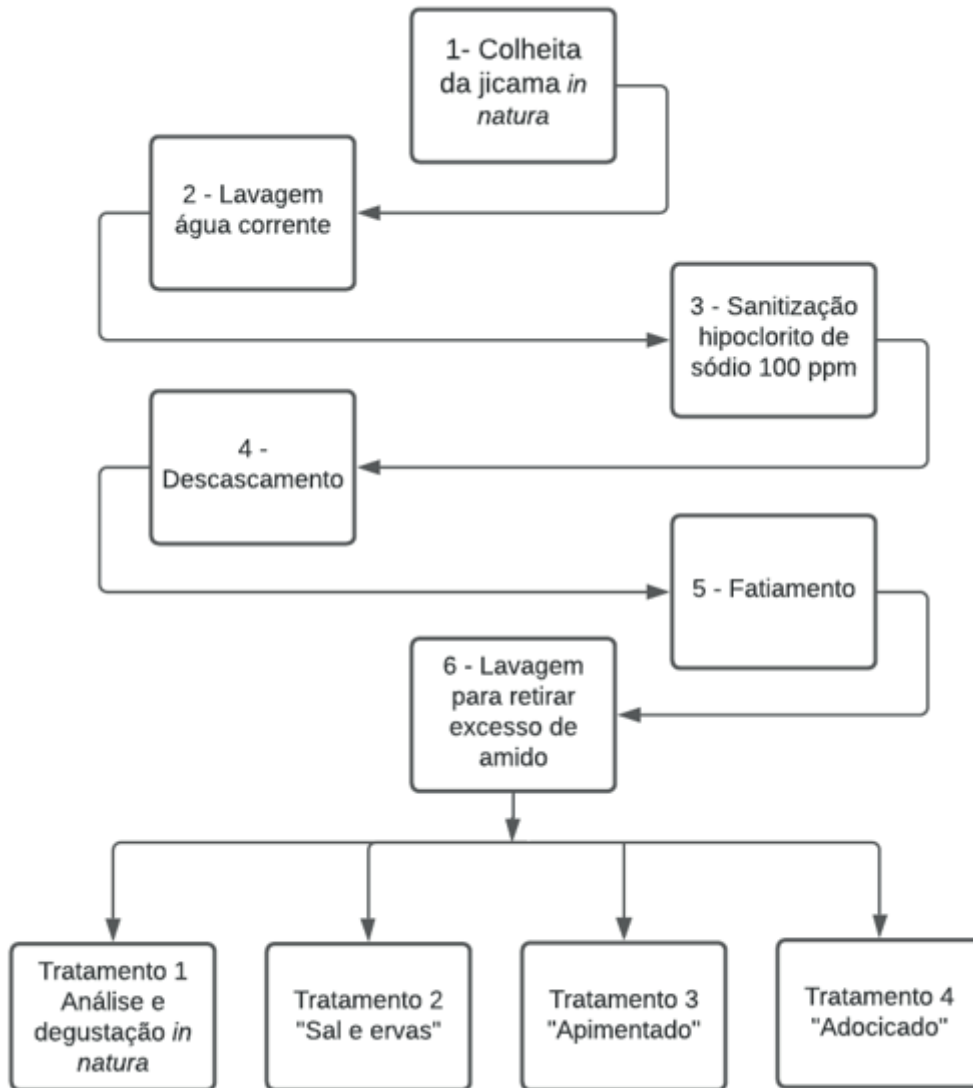 1- Colheita
da jicama in
natura
2 - Lavagem
água corrente
3 - Sanitização
hipoclorito de
sódio 100 ppm
4 -
Descascamento
5 - Fatiamento
6 - Lavagem
para retirar
excesso de
amido
Tratamento 1
Análise e
degustação in
natura
Tratamento 2
"Sal e ervas"
Tratamento 3
"Apimentado"
Tratamento 4
"Adocicado"